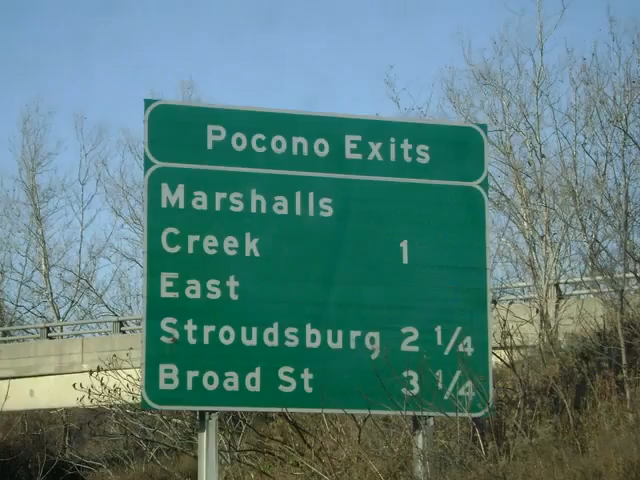 Pocono Exits
Marshalls
Creek 1
East
Stroudsburg 2 1/4
Broad St 3 1/4